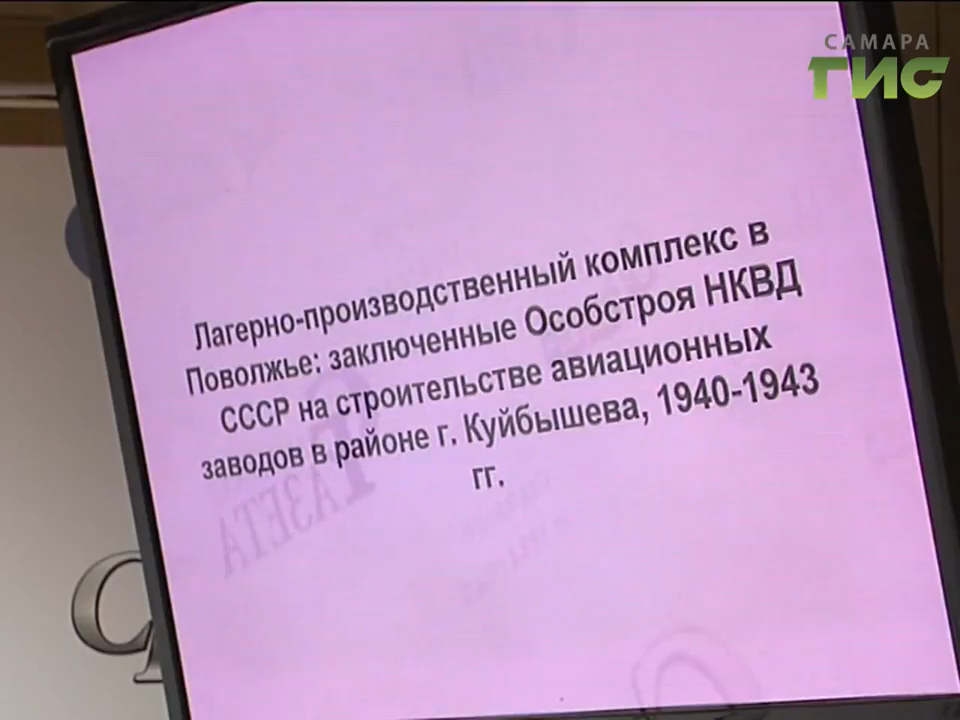 САМАРА
ГИС
Лагерно-производственный комплекс в
Поволжье: заключенные Особстроя НКВД
СССР на строительстве авиационных
заводов в районе г. Куйбышева, 1940-1943
гг.
ГАЗЕТА